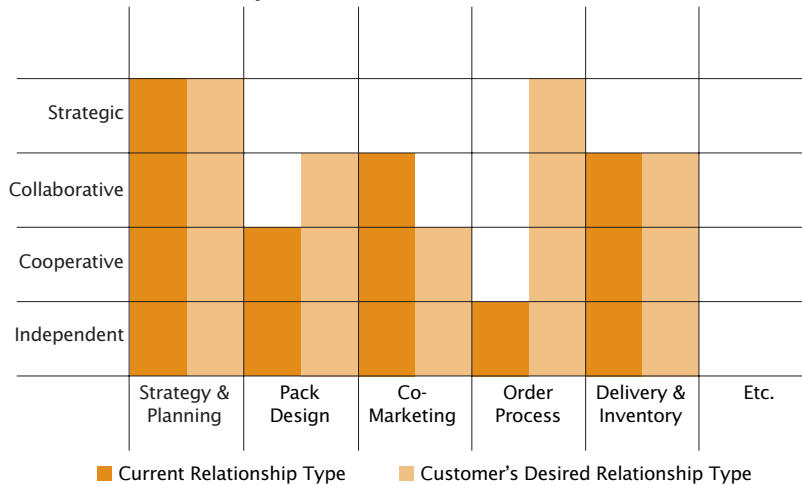 Strategic
Collaborative
Cooperative
Independent
Strategy &
Planning
Pack
Design
Co-
Marketing
Order
Process
Delivery &
Inventory
Etc.
Current Relationship Type
Customer's Desired Relationship Type